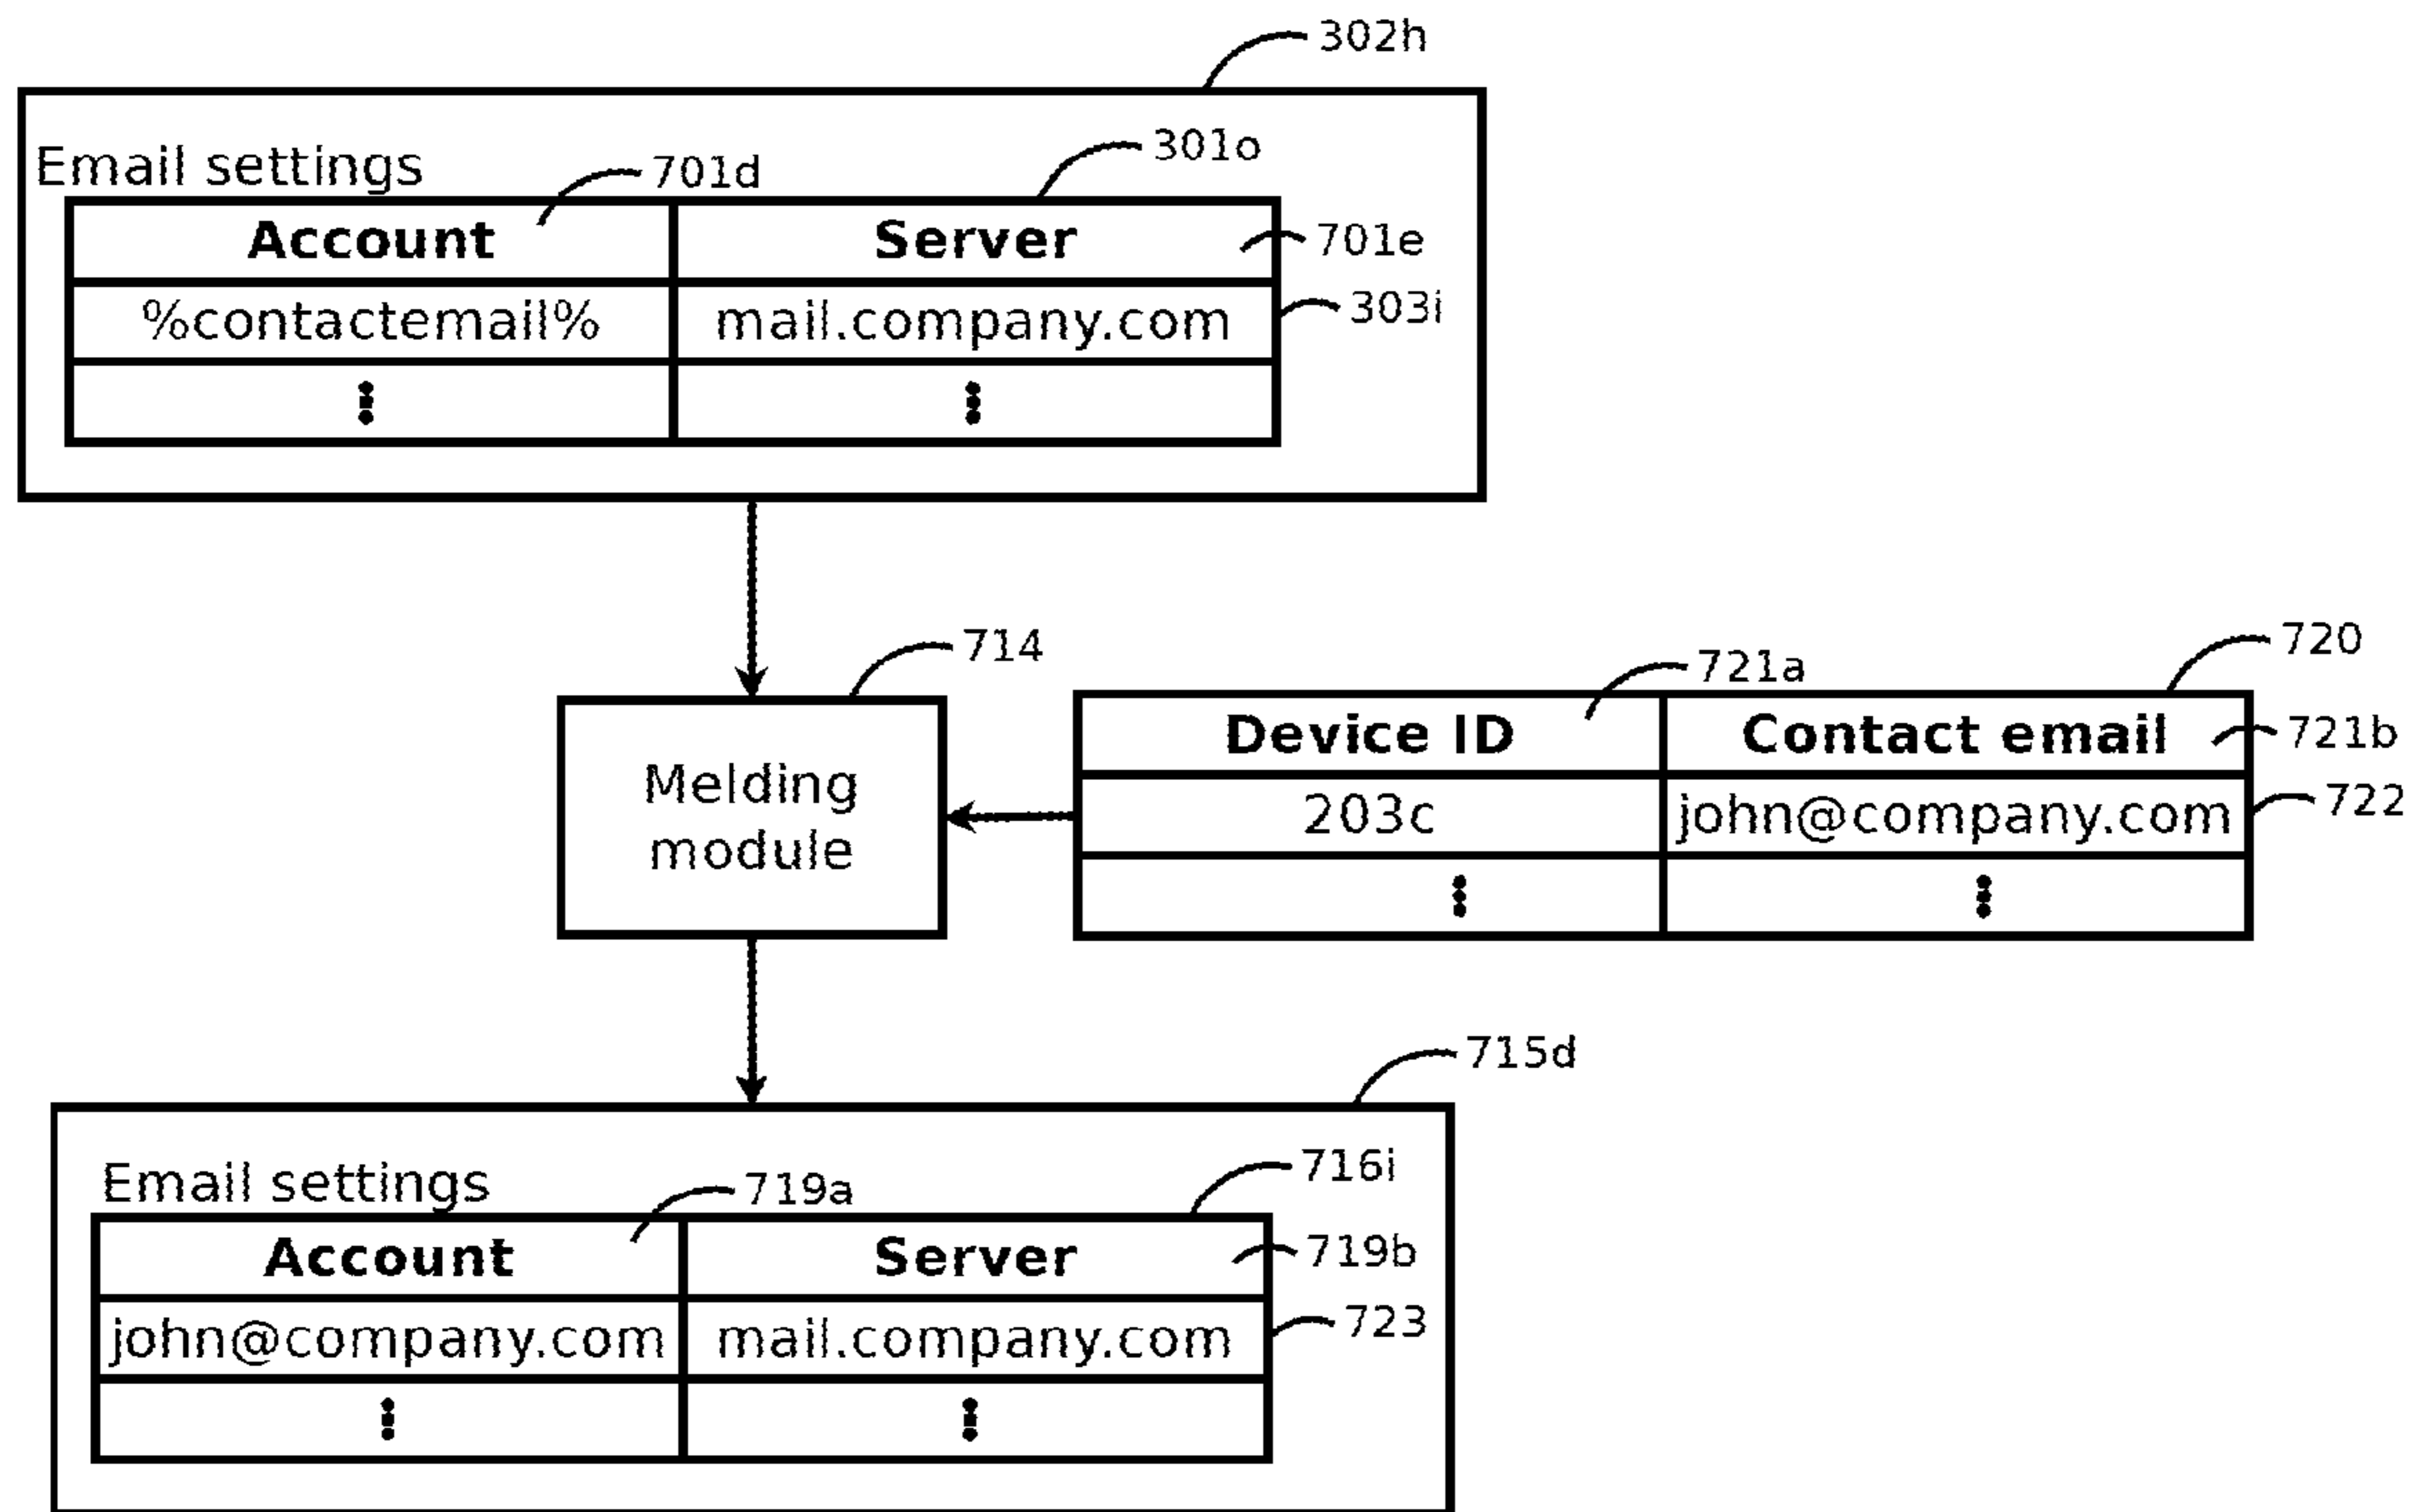 302h
Email settings
701d
301o
Account
Server
701e
%contactemail%
mail.company.com
303i
714
Melding
module
720
721a
Device ID
Contact email
721b
203c
john@company.com
722
715d
Email settings
719a
716i
Account
Server
719b
john@company.com
mail.company.com
723